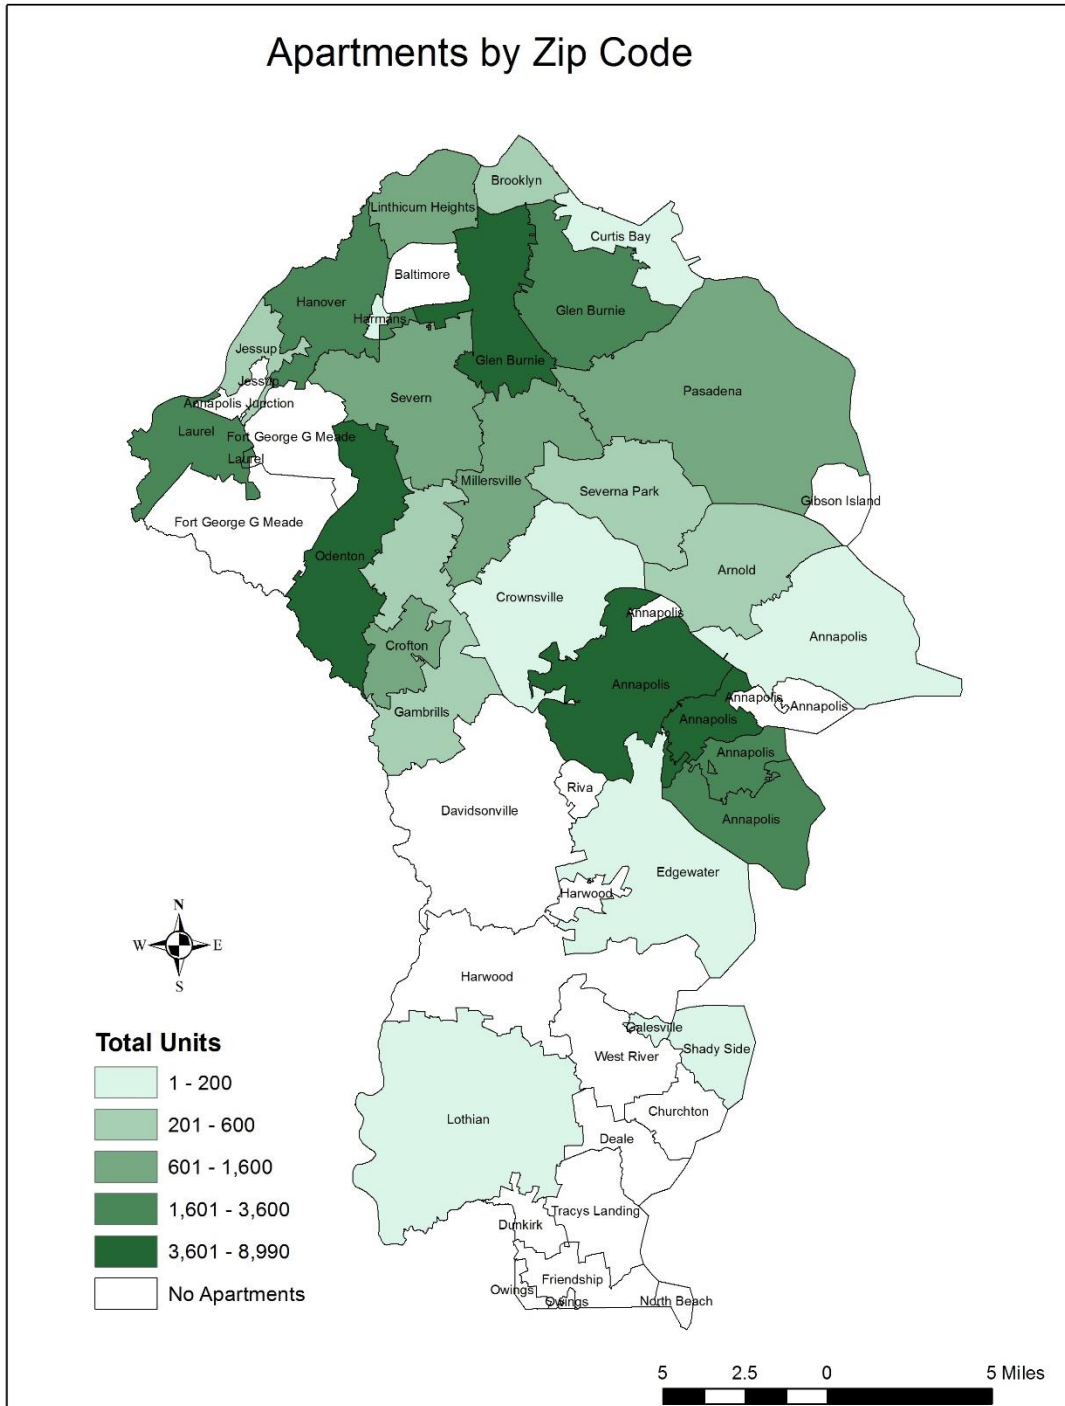 Apartments by Zip Code
Brooklyn
Linthicum Heights
Curtis Bay
Baltimore
Hanover
Glen Burnie
Harmans
Jessup
Glen Burnie
Jessup
Pasadena
Severn
Annapolis Junction
Laurel
Fort George G Meade
Laurel
Millersville
Severna Park
Gibson Island
Fort George G Meade
Odenton
Arnold
Crownsville
Annapolis
Annapolis
Crofton
Annapolis
Annapolis
Annapolis
Gambrills
Annapolis
Annapolis
Riva
Davidsonville
Annapolis
Edgewater
Harwood
N
W
E
S
Harwood
Galesville
Shady Side
West River
Churchton
Lothian
Deale
Tracys Landing
Dunkirk
Friendship
Owings
Owings
North Beach
Total Units
1 - 200
201 - 600
601 - 1,600
1,601 - 3,600
3,601 - 8,990
No Apartments
5 2.5 0 5 Miles